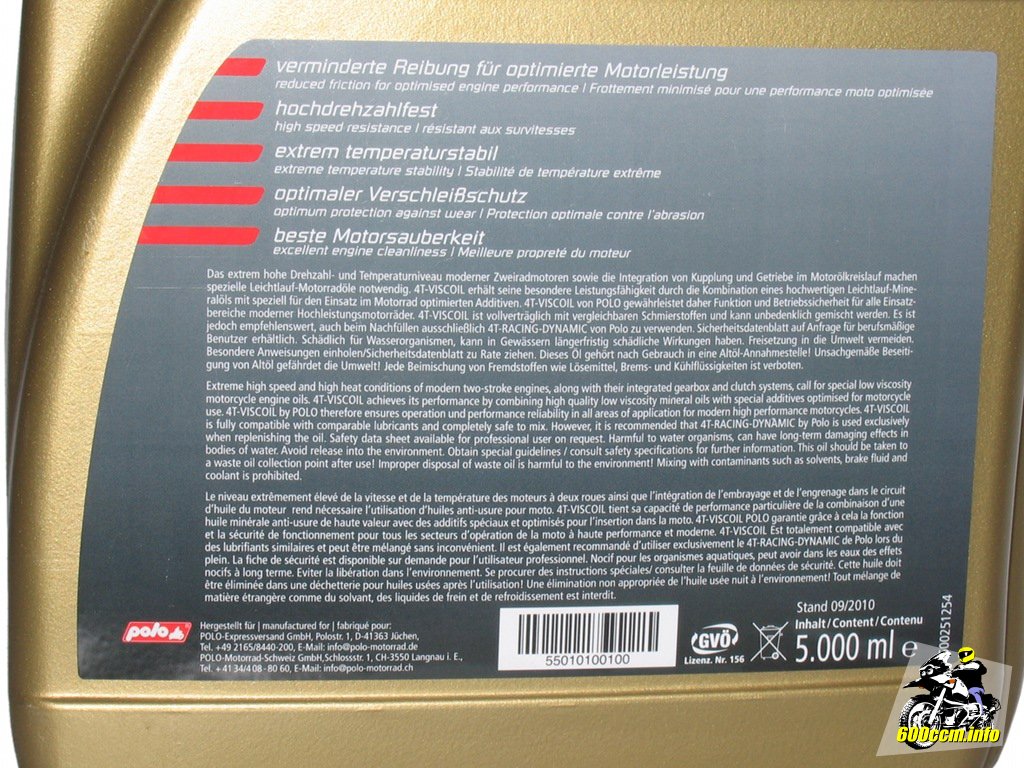 verminderte Reibung für optimierte Motorleistung
reduced friction for optimised engine performance | Frottement minimisé pour une performance moto optimisée
hochdrehzahlfest
high speed resistance | résistant aux survitesses
extrem temperaturstabil
extreme temperature stability | Stabilité de température extrême
optimaler Verschleißschutz
optimum protection against wear | Protection optimale contre l'abrasion
beste Motorsauberkeit
excellent engine cleanliness | Meilleure propreté du moteur
Das extrem hohe Drehzahl- und Temperaturniveau moderner Zweiradmotoren sowie die Integration von Kupplung und Getriebe im Motorölkreislauf machen
spezielle Leichtlauf-Motorradöle notwendig. 4T-VISCOIL erhält seine besondere Leistungsfähigkeit durch die Kombination eines hochwertigen Leichtlauf-Mine-
ralöls mit speziell für den Einsatz im Motorrad optimierten Additiven. 4T-VISCOIL von POLO gewährleistet daher Funktion und Betriebssicherheit für alle Einsatz-
bereiche moderner Hochleistungsmotorräder. 4T-VISCOIL ist vollverträglich mit vergleichbaren Schmierstoffen und kann unbedenklich gemischt werden. Es ist
jedoch empfehlenswert, auch beim Nachfüllen ausschließlich 4T-RACING-DYNAMIC von Polo zu verwenden. Sicherheitsdatenblatt auf Anfrage für berufsmäßige
Benutzer erhältlich. Schädlich für Wasserorganismen, kann in Gewässern längerfristig schädliche Wirkungen haben. Freisetzung in die Umwelt vermeiden.
Besondere Anweisungen einholen/Sicherheitsdatenblatt zu Rate ziehen. Dieses Öl gehört nach Gebrauch in eine Altöl-Annahmestelle! Unsachgemäße Beseiti-
gung von Altöl gefährdet die Umwelt! Jede Beimischung von Fremdstoffen wie Lösemittel, Brems- und Kühlflüssigkeiten ist verboten.
Extreme high speed and high heat conditions of modern two-stroke engines, along with their integrated gearbox and clutch systems, call for special low viscosity
motorcycle engine oils. 4T-VISCOIL achieves its performance by combining high quality low viscosity mineral oils with special additives optimised for motorcycle
use. 4T-VISCOIL by POLO therefore ensures operation and performance reliability in all areas of application for modern high performance motorcycles. 4T-VISCOIL
is fully compatible with comparable lubricants and completely safe to mix. However, it is recommended that 4T-RACING-DYNAMIC by Polo is used exclusively
when replenishing the oil. Safety data sheet available for professional user on request. Harmful to water organisms, can have long-term damaging effects in
bodies of water. Avoid release into the environment. Obtain special guidelines / consult safety specifications for further information. This oil should be taken to
a waste oil collection point after use! Improper disposal of waste oil is harmful to the environment! Mixing with contaminants such as solvents, brake fluid and
coolant is prohibited.
Le niveau extrêmement élevé de la vitesse et de la température des moteurs à deux roues ainsi que l'intégration de l'embrayage et de l'engrenage dans le circuit
d'huile du moteur rend nécessaire l'utilisation d'huiles anti-usure pour moto. 4T-VISCOIL tient sa capacité de performance particulière de la combinaison d'une
huile minérale anti-usure de haute valeur avec des additifs spéciaux et optimisés pour l'insertion dans la moto. 4T-VISCOIL POLO garantie grâce à cela la fonction
et la sécurité de fonctionnement pour tous les secteurs d'opération de la moto à haute performance et moderne. 4T-VISCOIL Est totalement compatible avec
des lubrifiants similaires et peut être mélangé sans inconvénient. Il est également recommandé d'utiliser exclusivement le 4T-RACING-DYNAMIC de Polo lors du
plein. La fiche de sécurité est disponible sur demande pour l'utilisateur professionnel. Nocif pour les organismes aquatiques, peut avoir dans les eaux des effets
nocifs à long terme. Eviter la libération dans l'environnement. Se procurer des instructions spéciales/ consulter la feuille de données de sécurité. Cette huile doit
être éliminée dans une déchetterie pour huiles usées après l'utilisation! Une élimination non appropriée de l'huile usée nuit à l'environnement! Tout mélange de
matière étrangère comme du solvant, des liquides de frein et de refroidissement est interdit.
polo
Hergestellt für | manufactured for | fabriqué pour:
POLO-Expressversand GmbH, Polostr. 1, D-41363 Jüchen,
Tel. +49 2165/8440-200, E-Mail: info@polo-motorrad.de
POLO-Motorrad-Schweiz GmbH, Schlossstr. 1, CH-3550 Langnau i. E.,
Tel. +41 34/4 08 - 80 60, E-Mail: info@polo-motorrad.ch
55010100100
GVÖ
Lizenz. Nr. 156
Stand 09/2010
Inhalt / Content / Contenu
5.000 ml e
00251254
600ccm.info